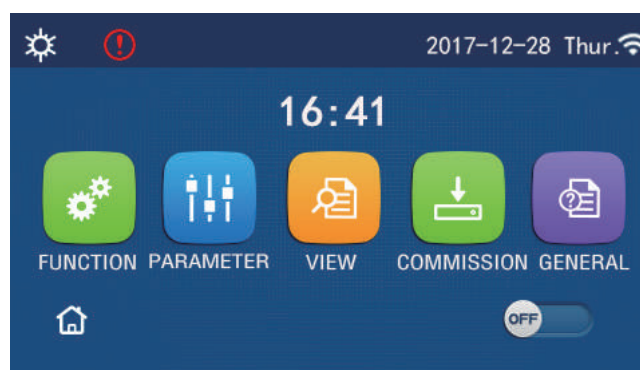 2017-12-28 Thur.
16:41
FUNCTION PARAMETER VIEW COMMISSION GENERAL
OFF